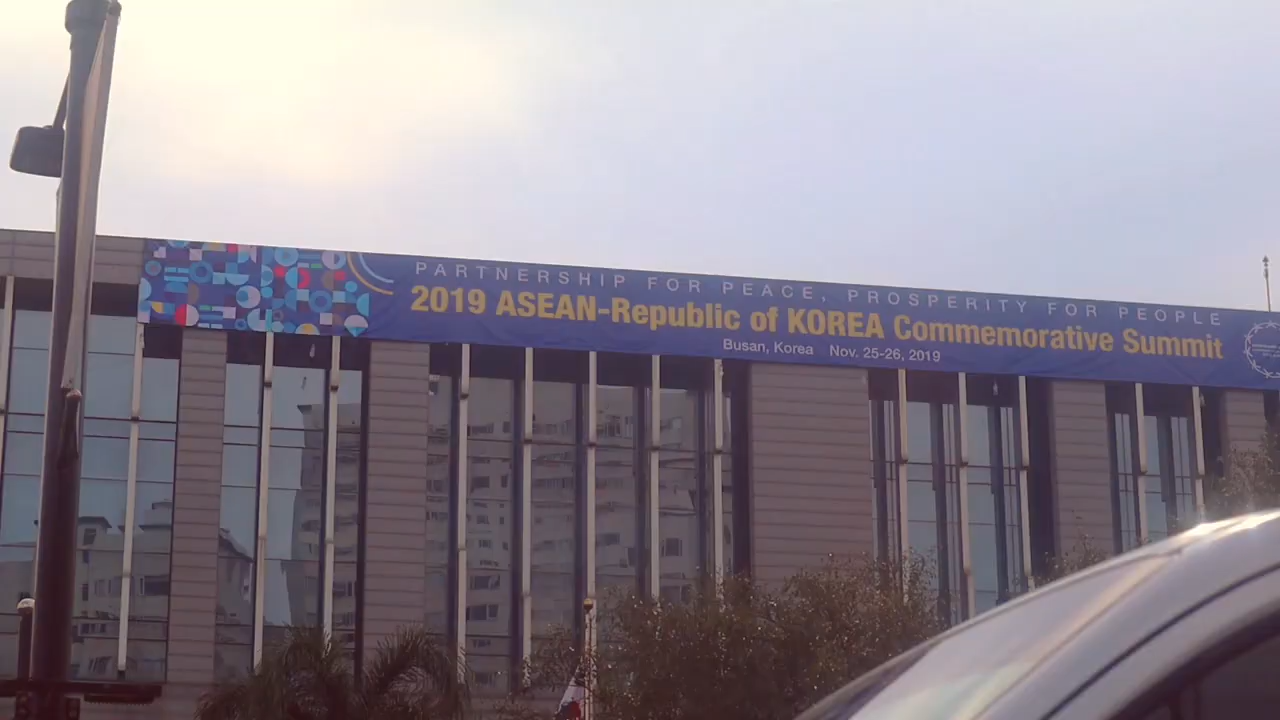 PARTNERSHIP FOR PEACE, PROSPERITY FOR PEOPLE
2019 ASEAN-Republic of KOREA Commemorative Summit
Busan, Korea Nov. 25-26, 2019